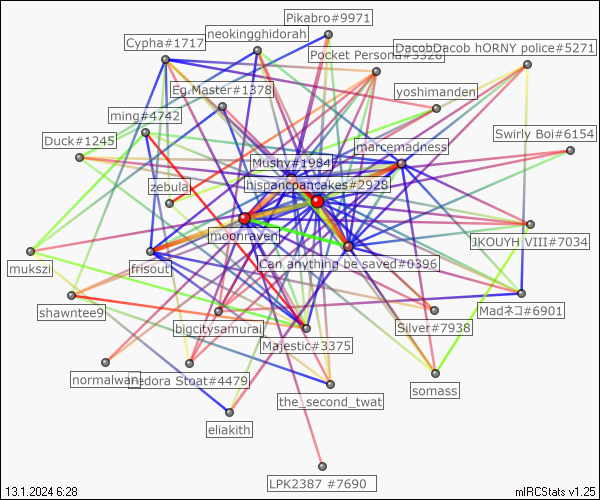 Pikabro#9971
neokingghidorah
Cypha#1717
DacobDacob hORNY police#5271
Pocket Persona#3526
Eg.Master#1378
yoshimanden
ming#4742
Swirly Boi#6154
Duck#1245
marcemadness
Mushy#1984
zebula
hispancpancakes#2928
moonraven
JKOUYH VIII#7034
mukszi
frisout
Can anything be saved#0396
shawntee9
Madネコ#6901
bigcitysamurai
Silver#7938
Majestic#3375
normalwan
edora Stoat#4479
somass
the_second_twat
eliakith
LPK2387 #7690
13.1.2024 6:28
mIRCStats v1.25